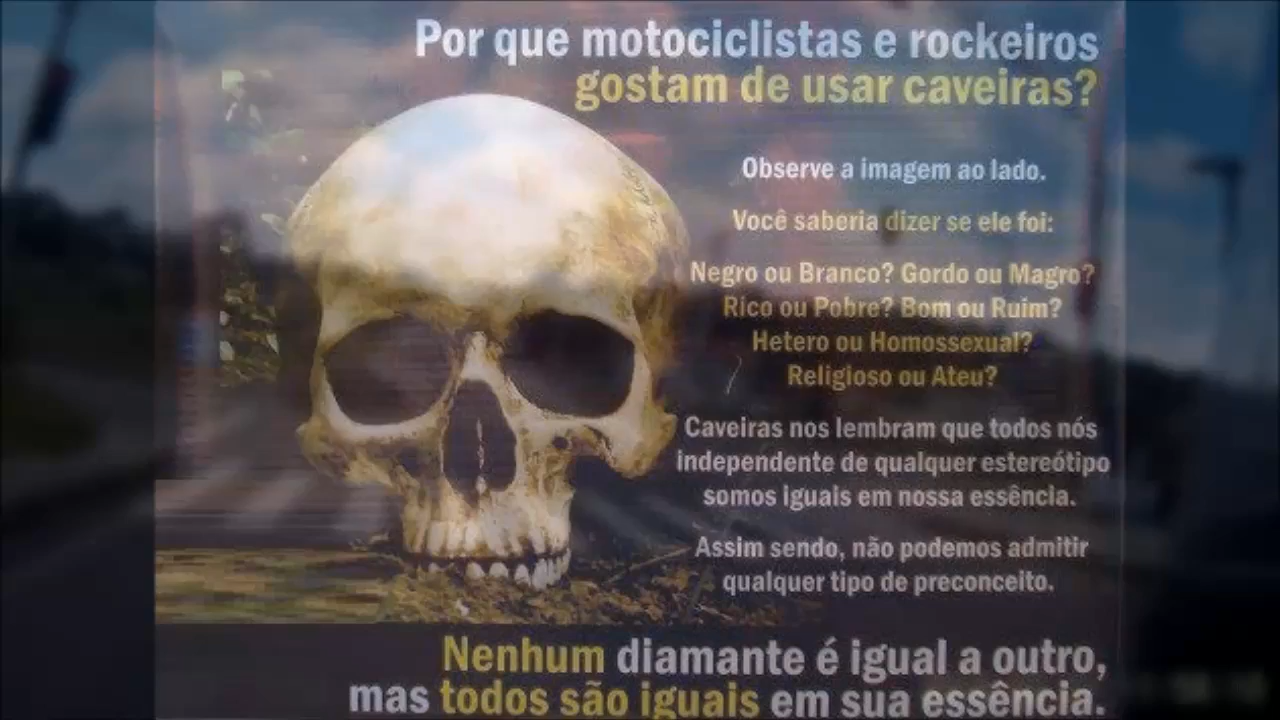 Por que motociclistas e rockeiros
gostam de usar caveiras?
Observe a imagem ao lado.
Você saberia dizer se ele foi:
Negro ou Branco? Gordo ou Magro?
Rico ou Pobre? Bom ou Ruim?
Hetero ou Homossexual?
Religioso ou Ateu?
Caveiras nos lembram que todos nós
independente de qualquer estereótipo
somos iguais em nossa essência.
Assim sendo, não podemos admitir
qualquer tipo de preconceito.
Nenhum diamante é igual a outro,
mas todos são iguais em sua essência.